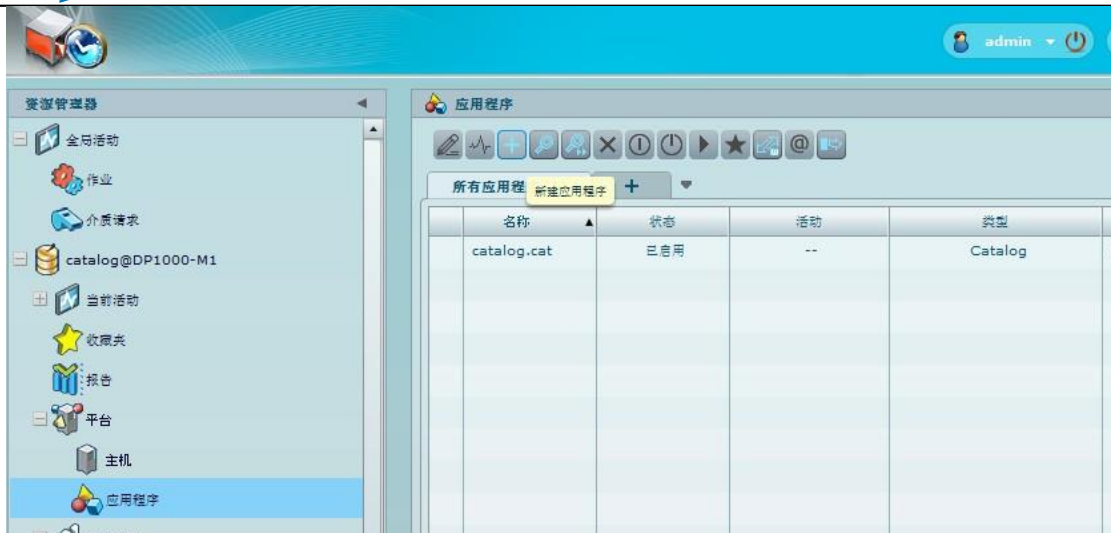 admin
资源管理器
应用程序
全局活动
作业
介质请求
catalog@DP1000-M1
当前活动
收藏夹
报告
平台
主机
应用程序
@
所有应用程
+
新建应用程序
名称 状态 活动 类型
catalog.cat 已启用 -- Catalog